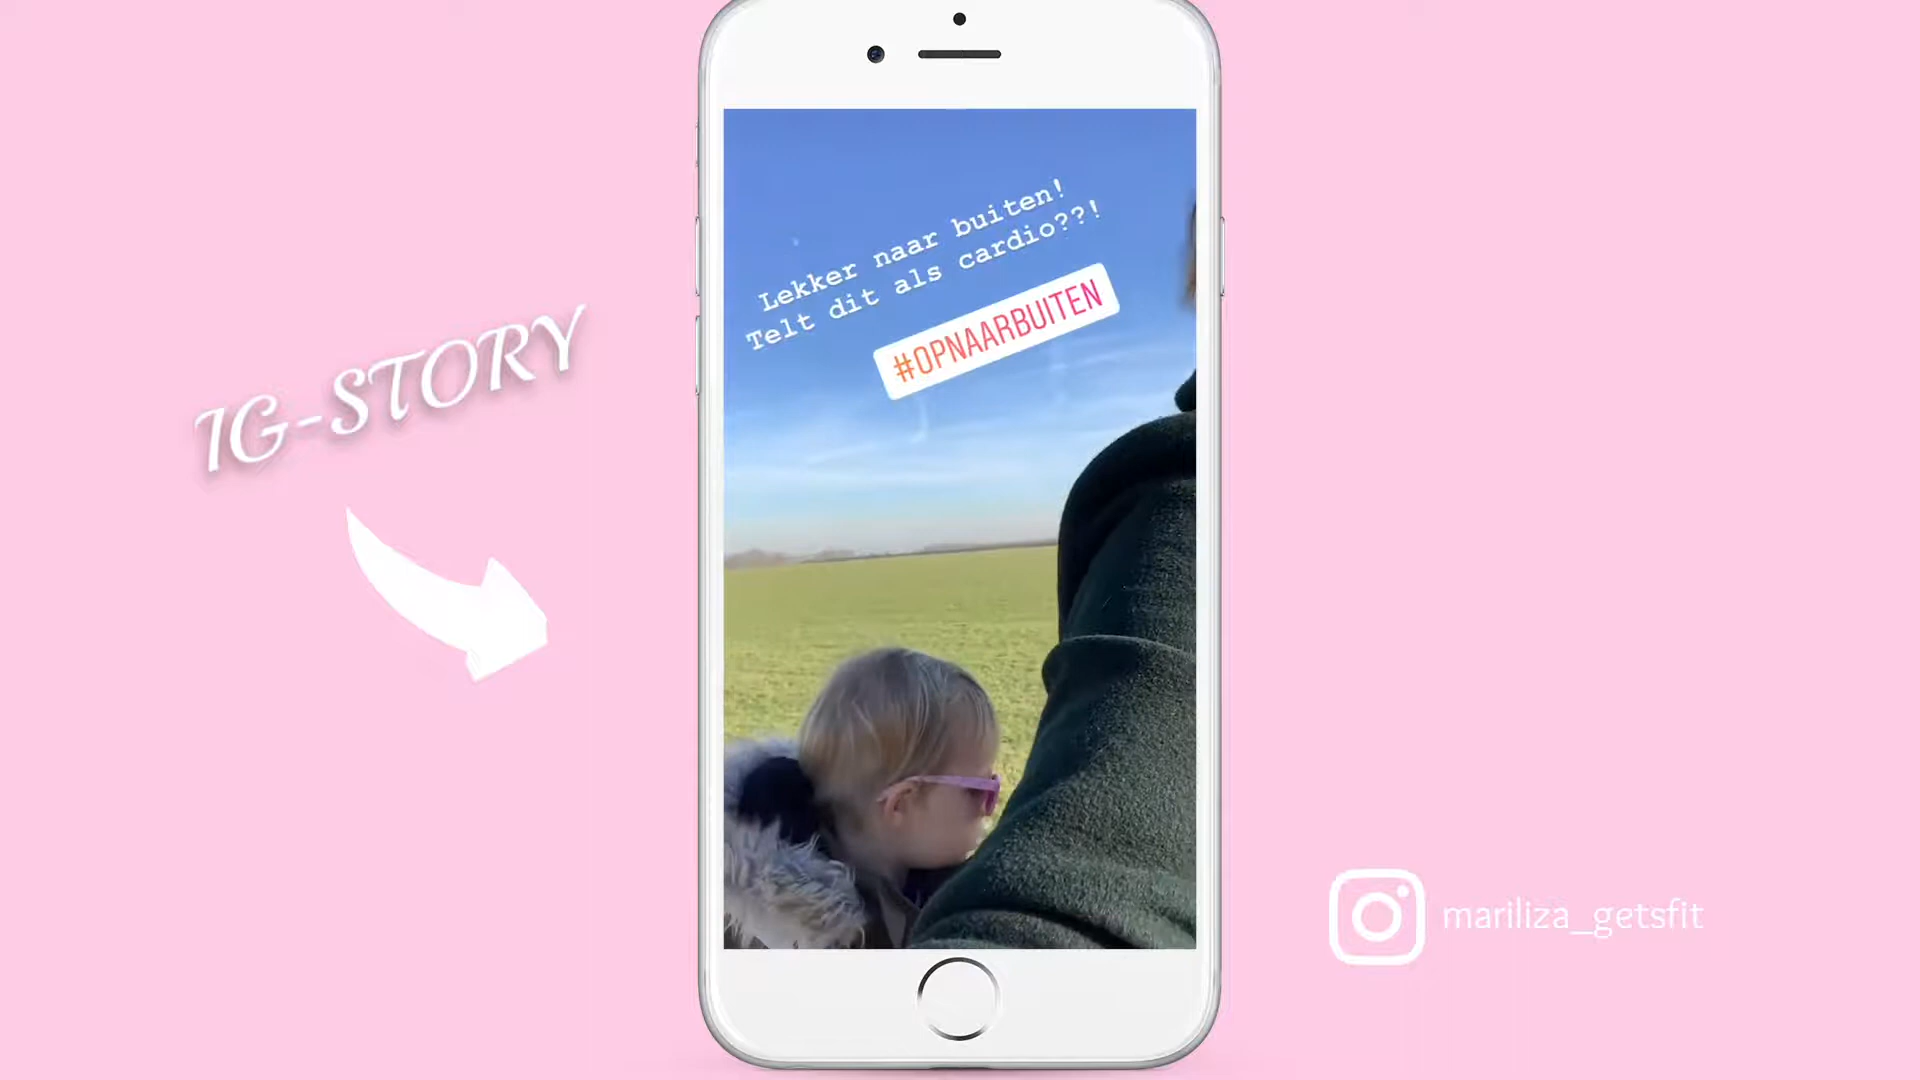 Lekker naar buiten!
Telt dit als cardio??!
#OPNAARBUITEN
IG-STORY
mariliza_getsfit